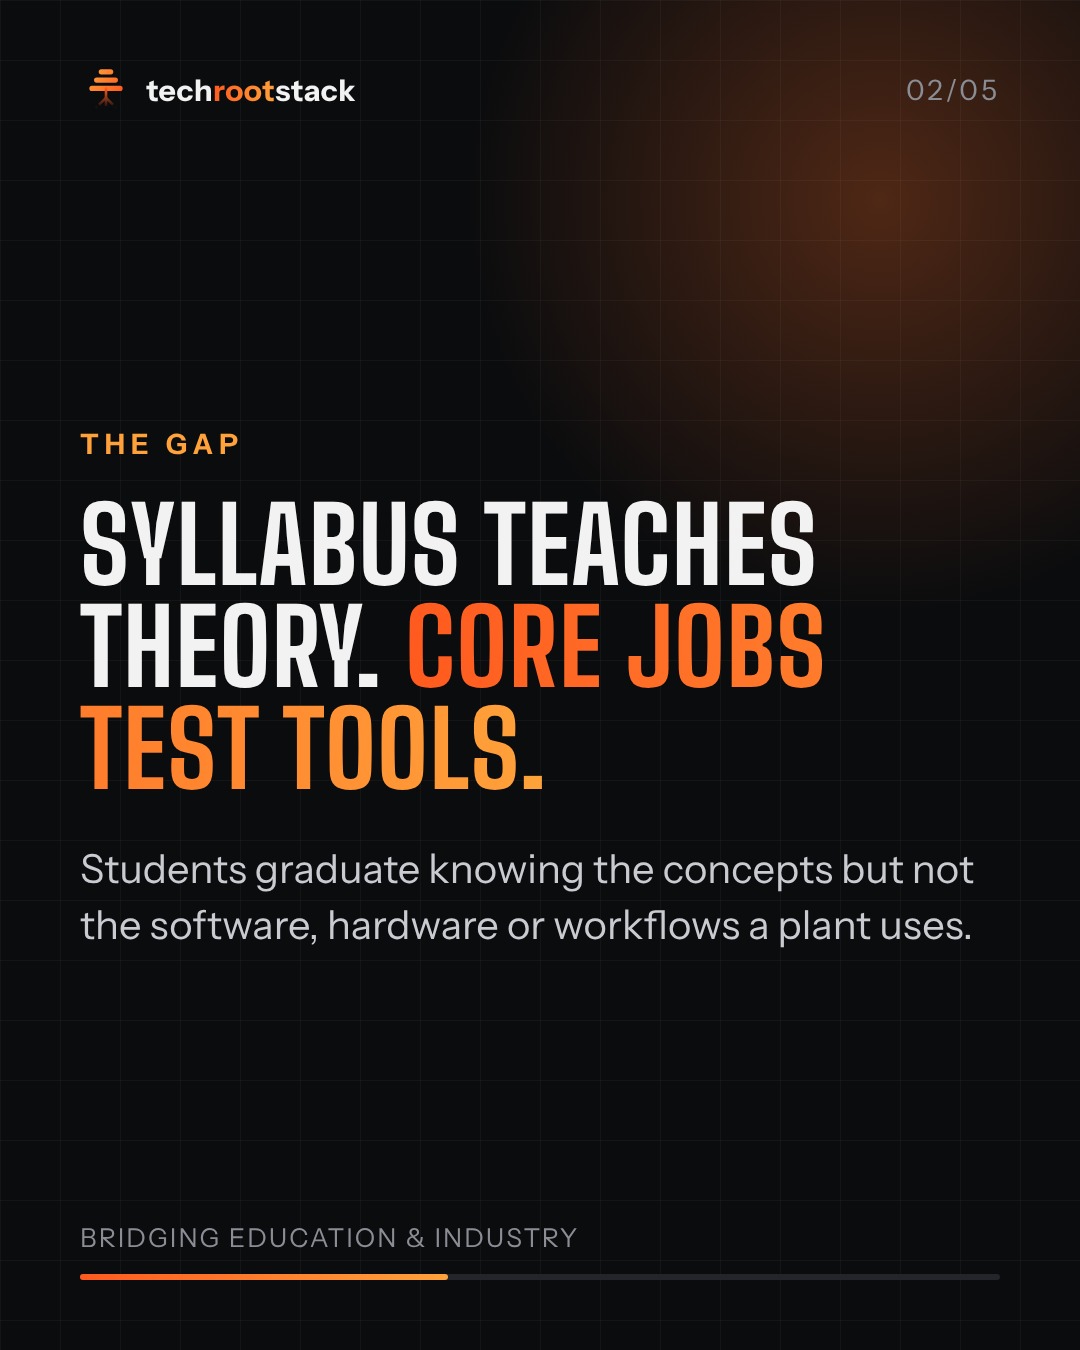 techrootstack
02/05
THE GAP
SYLLABUS TEACHES
THEORY. CORE JOBS
TEST TOOLS.
Students graduate knowing the concepts but not
the software, hardware or workflows a plant uses.
BRIDGING EDUCATION & INDUSTRY